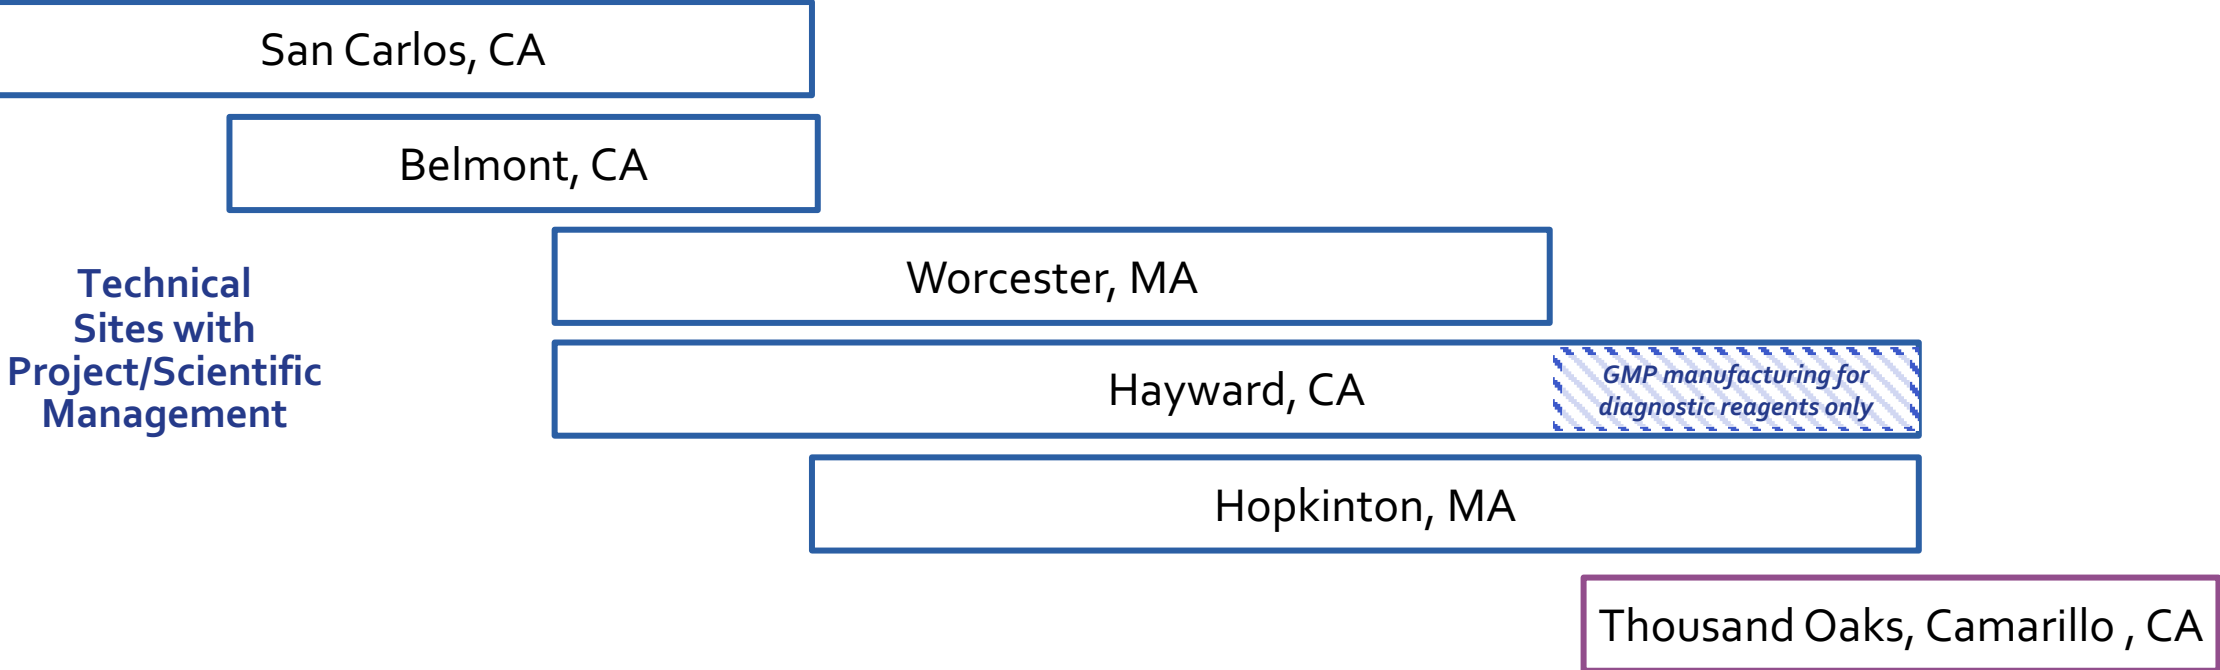 San Carlos, CA
Belmont, CA
Worcester, MA
Technical
Sites with
Project/Scientific
Management
Hayward, CA
GMP manufacturing for
diagnostic reagents only
Hopkinton, MA
Thousand Oaks, Camarillo , CA